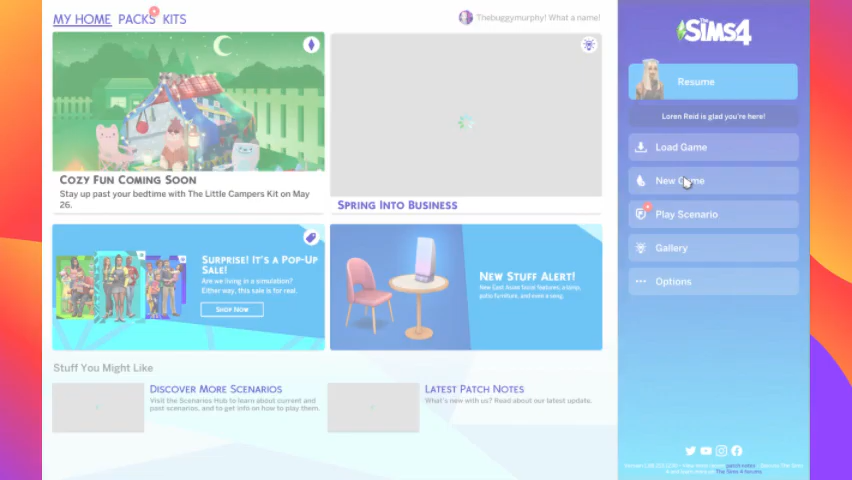 MY HOME PACKS KITS
Thebuggymurphy! What a name!
The SIMS 4
Resume
Loren Reid is glad you're here!
Load Game
New Game
Play Scenario
Gallery
Options
COZY FUN COMING SOON
Stay up past your bedtime with The Little Campers Kit on May
26.
SPRING INTO BUSINESS
SURPRISE! IT'S A POP-UP
SALE!
Are we living in a simulation?
Either way, this sale is for real.
SHOP NOW
NEW STUFF ALERT!
New East Asian Social features: a lamp,
patio furniture, and even a song.
Stuff You Might Like
DISCOVER MORE SCENARIOS
Visit the Scenarios Hub to learn about current and
past scenarios, and to get info on how to play them.
LATEST PATCH NOTES
What's new with us? Read about our latest update.